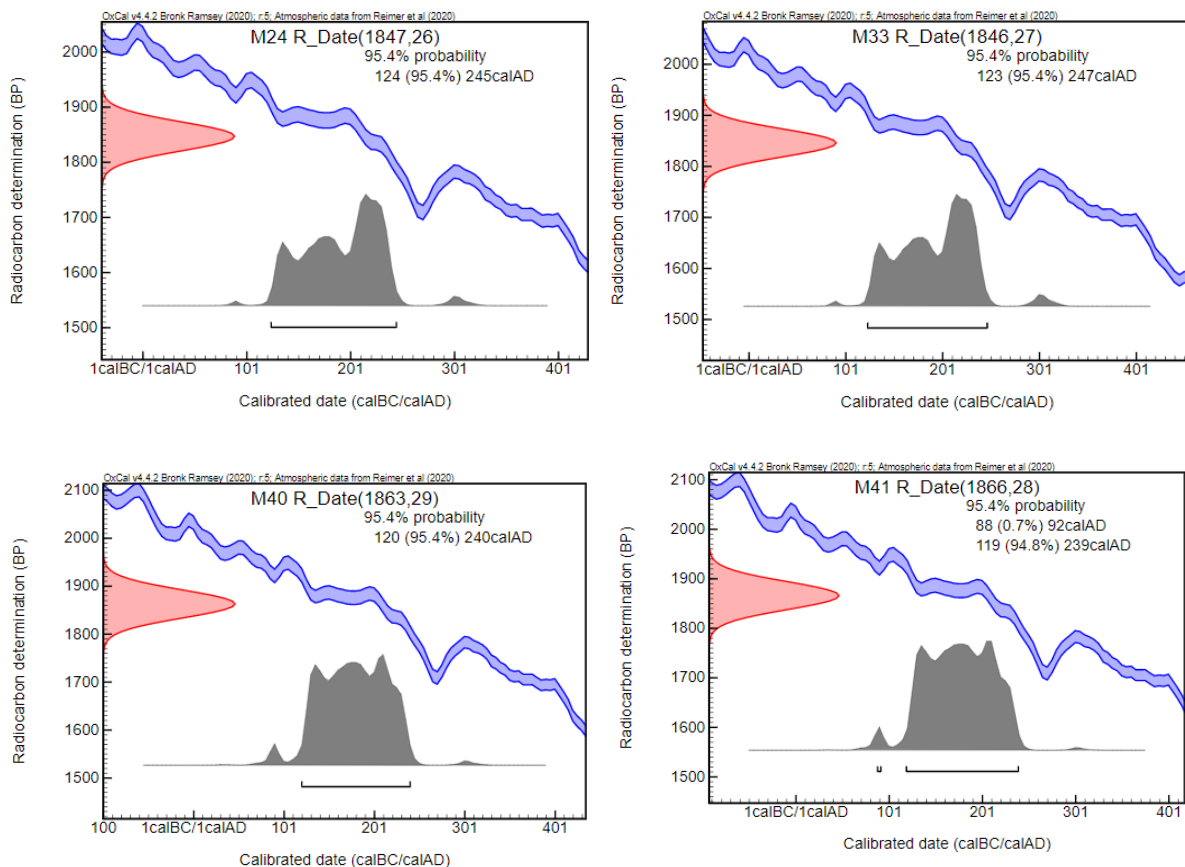 OxCal v4.4.2 Bronk Ramsey (2020); r:5; Atmospheric data from Reimer et al (2020)
M24 R_Date(1847,26)
95.4% probability
124 (95.4%) 245calAD
Radiocarbon determination (BP)
2000
1900
1800
1700
1600
1500
1calBC/1calAD 101 201 301 401
Calibrated date (calBC/calAD)
OxCal v4.4.2 Bronk Ramsey (2020); r:5; Atmospheric data from Reimer et al (2020)
M33 R_Date(1846,27)
95.4% probability
123 (95.4%) 247calAD
Radiocarbon determination (BP)
2000
1900
1800
1700
1600
1500
1calBC/1calAD 101 201 301 401
Calibrated date (calBC/calAD)
OxCal v4.4.2 Bronk Ramsey (2020); r:5; Atmospheric data from Reimer et al (2020)
M40 R_Date(1863,29)
95.4% probability
120 (95.4%) 240calAD
Radiocarbon determination (BP)
2100
2000
1900
1800
1700
1600
1500
100 1calBC/1calAD 101 201 301 401
Calibrated date (calBC/calAD)
OxCal v4.4.2 Bronk Ramsey (2020); r:5; Atmospheric data from Reimer et al (2020)
M41 R_Date(1866,28)
95.4% probability
88 (0.7%) 92calAD
119 (94.8%) 239calAD
Radiocarbon determination (BP)
2100
2000
1900
1800
1700
1600
1500
1calBC/1calAD 101 201 301 401
Calibrated date (calBC/calAD)